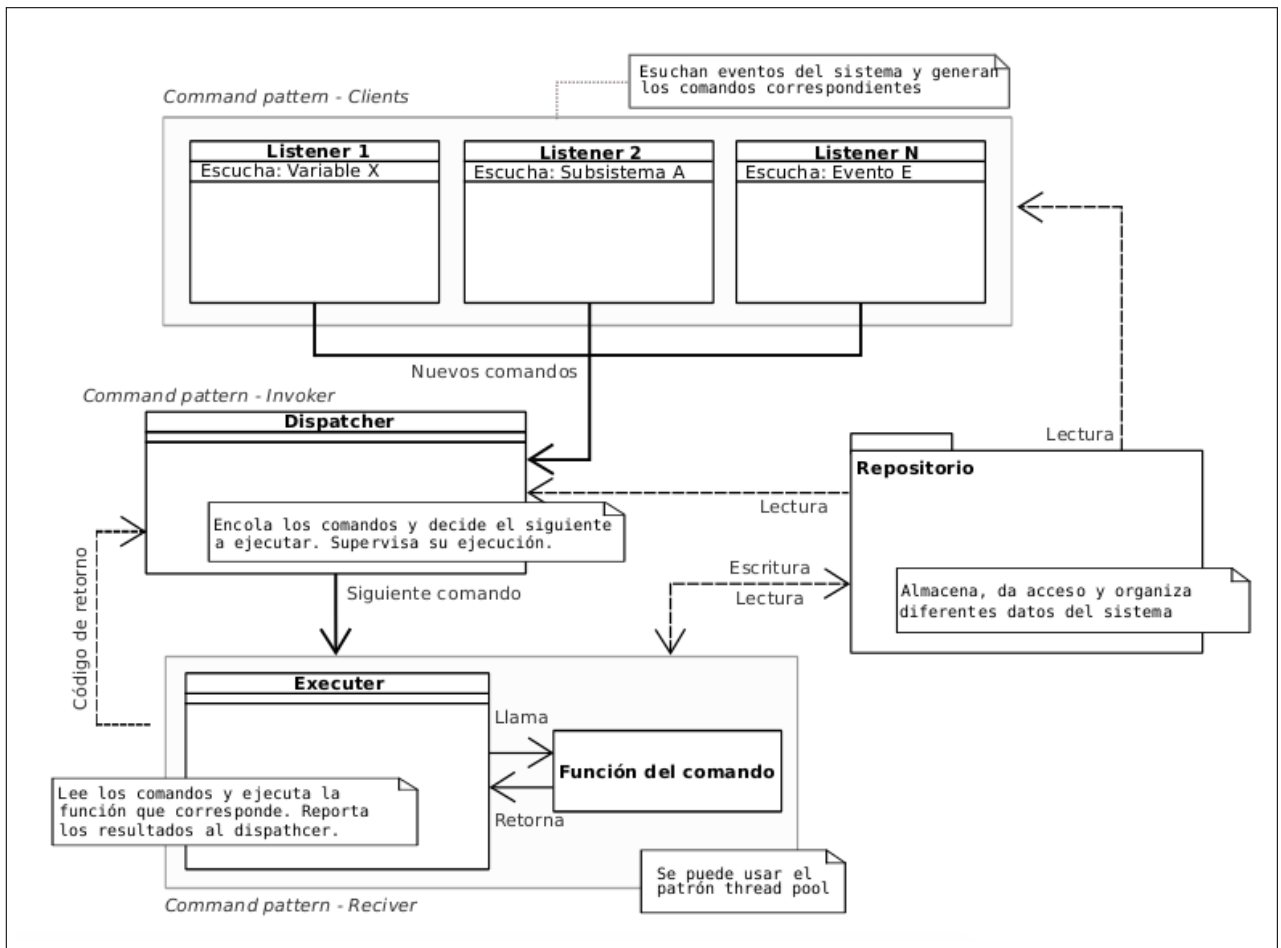 Esuchan eventos del sistema y generan
los comandos correspondientes
Command pattern - Clients
Listener 1
Escucha: Variable X
Listener 2
Escucha: Subsistema A
Listener N
Escucha: Evento E
Nuevos comandos
Lectura
Command pattern - Invoker
Dispatcher
Encola los comandos y decide el siguiente
a ejecutar. Supervisa su ejecución.
Repositorio
Lectura
Almacena, da acceso y organiza
diferentes datos del sistema
Escritura
Lectura
Siguiente comando
Código de retorno
Executer
Llama
Función del comando
Retorna
Lee los comandos y ejecuta la
función que corresponde. Reporta
los resultados al dispathcer.
Se puede usar el
patrón thread pool
Command pattern - Reciver